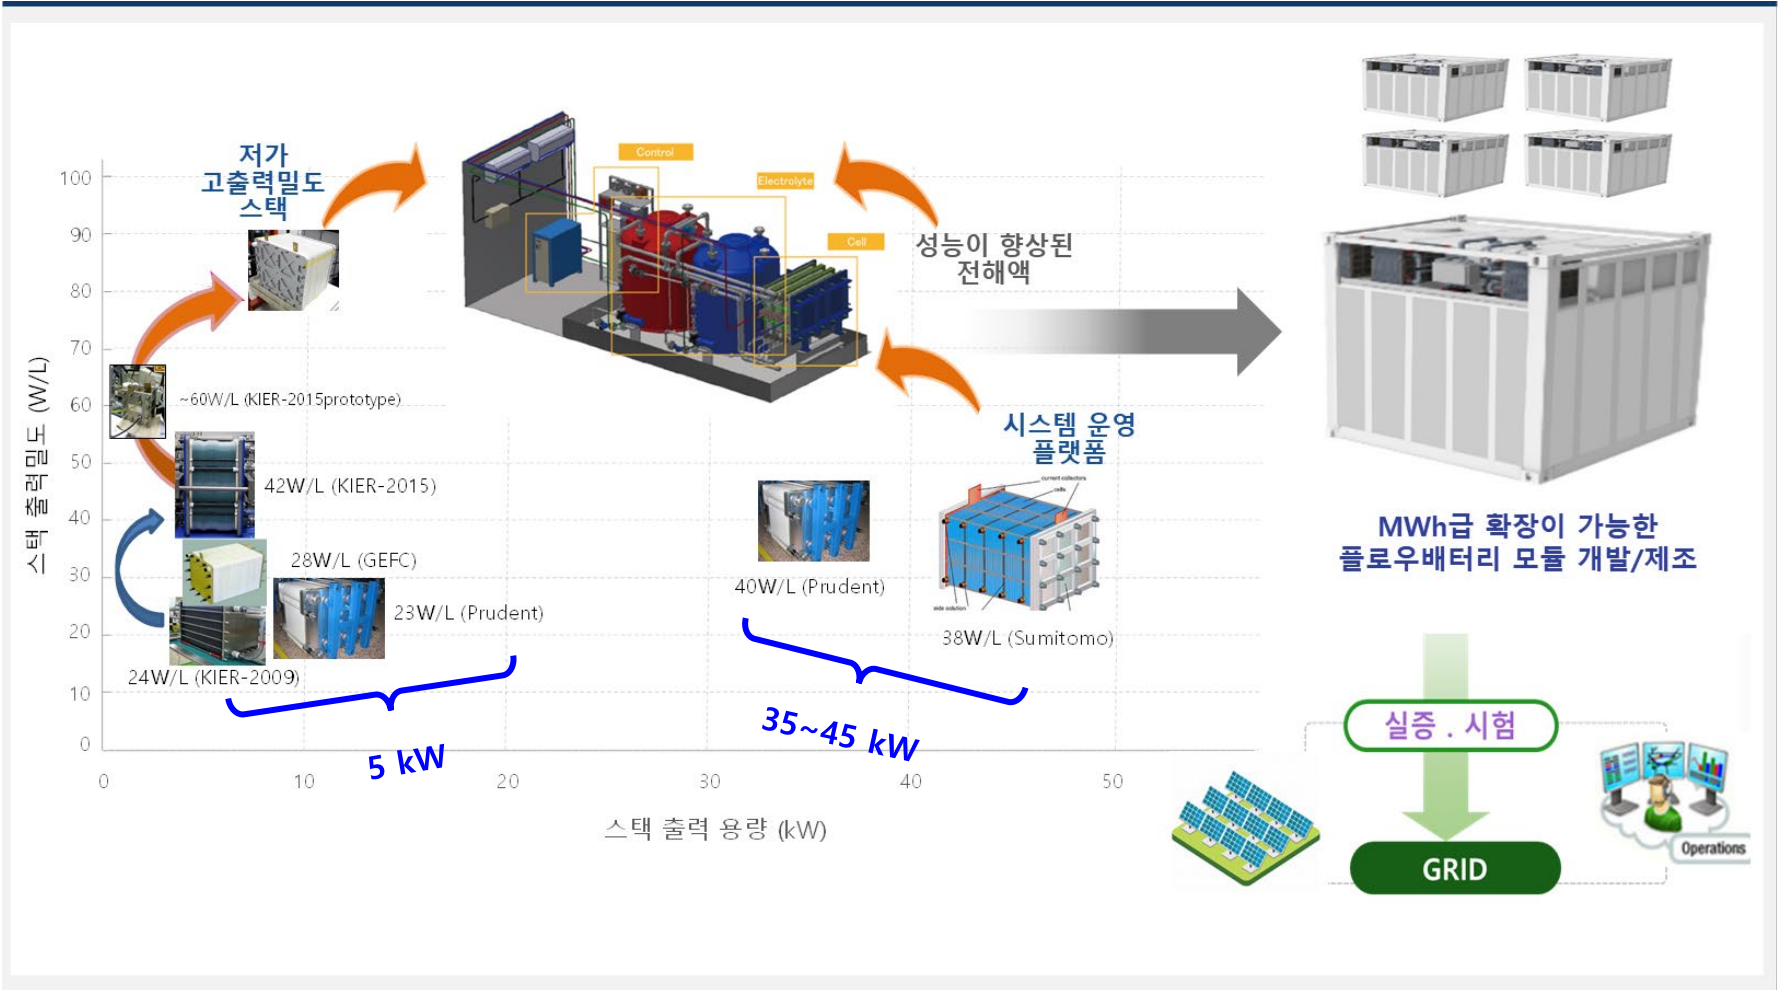 저가
고출력밀도
스택
Control
Electrolyte
Cell
성능이 향상된
전해액
시스템 운영
플랫폼
스택 출력밀도 (W/L)
100
90
80
70
60
50
40
30
20
10
0
~60W/L (KIER-2015prototype)
42W/L (KIER-2015)
28W/L (GEFC)
23W/L (Prudent)
24W/L (KIER-2009)
5 kW
40W/L (Prudent)
current collectors
cells
side solution
38W/L (Sumitomo)
35~45 kW
0 10 20 30 40 50
스택 출력 용량 (kW)
MWh급 확장이 가능한
플로우배터리 모듈 개발/제조
실증 . 시험
Operations
GRID